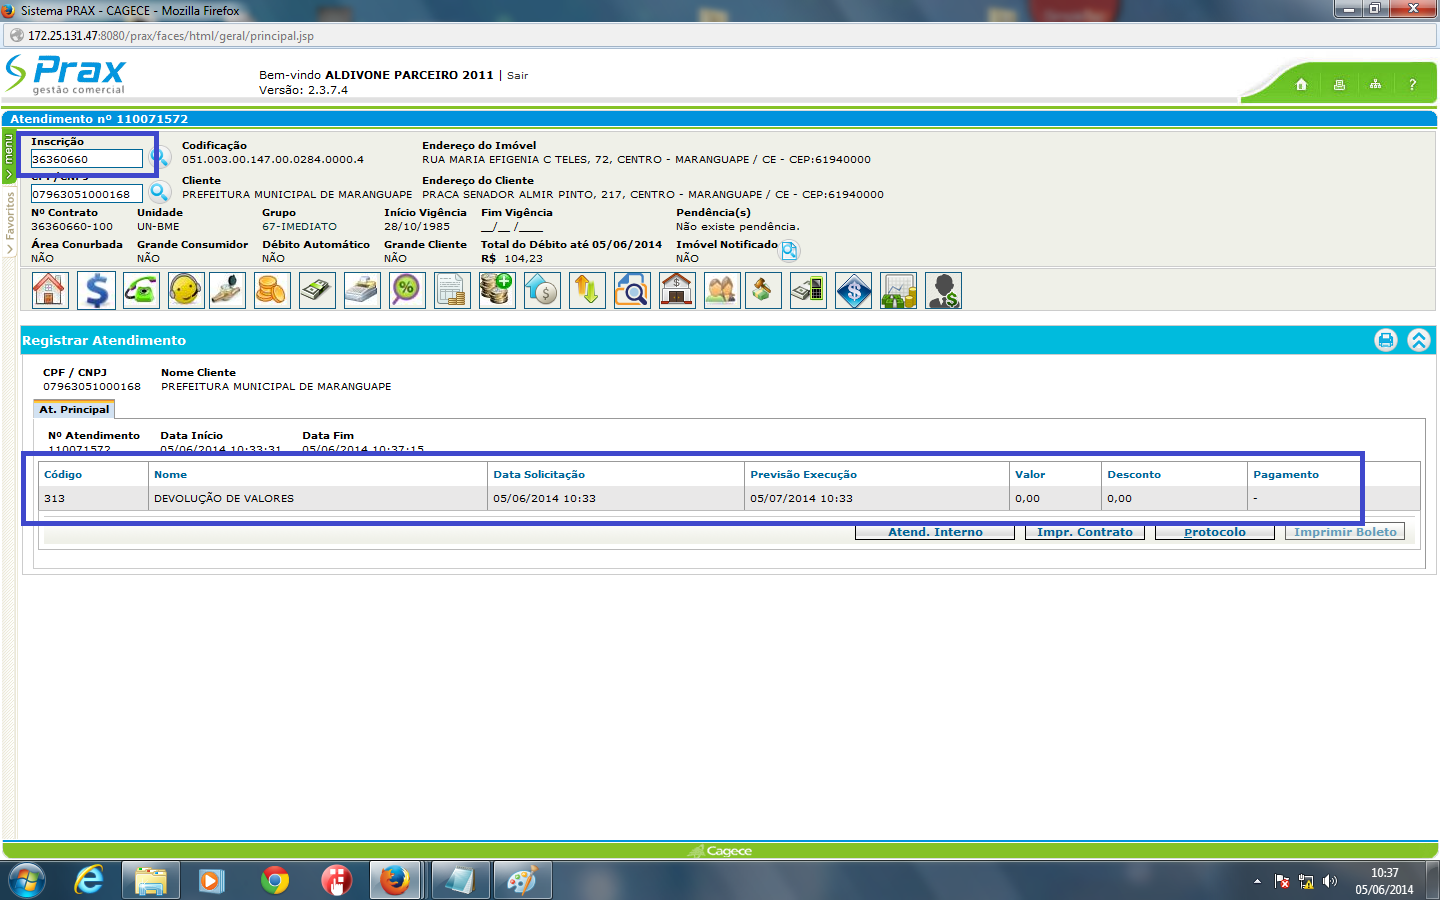 Sistema PRAX - CAGECE - Mozilla Firefox
172.25.131.47:8080/prax/faces/html/geral/principal.jsp
Prax
gestão comercial
Bem-vindo ALDIVONE PARCEIRO 2011 | Sair
Versão: 2.3.7.4
?
Atendimento nº 110071572
menu
Favoritos
Inscrição Codificação Endereço do Imóvel
36360660 051.003.00.147.00.0284.0000.4 RUA MARIA EFIGENIA C TELES, 72, CENTRO - MARANGUAPE / CE - CEP:61940000
CPF/CNPJ Cliente Endereço do Cliente
07963051000168 PREFEITURA MUNICIPAL DE MARANGUAPE PRACA SENADOR ALMIR PINTO, 217, CENTRO - MARANGUAPE / CE - CEP:61940000
Nº Contrato Unidade Grupo Início Vigência Fim Vigência Pendência(s)
36360660-100 UN-BME 67-IMEDIATO 28/10/1985 __/__/____ Não existe pendência.
Área Conurbada Grande Consumidor Débito Automático Grande Cliente Total do Débito até 05/06/2014 Imóvel Notificado
NÃO NÃO NÃO NÃO R$ 104,23 NÃO
Registrar Atendimento
CPF / CNPJ Nome Cliente
07963051000168 PREFEITURA MUNICIPAL DE MARANGUAPE
At. Principal
Nº Atendimento Data Início Data Fim
110071572 05/06/2014 10:33:31 05/06/2014 10:37:15
Código Nome Data Solicitação Previsão Execução Valor Desconto Pagamento
313 DEVOLUÇÃO DE VALORES 05/06/2014 10:33 05/07/2014 10:33 0,00 0,00 -
Atend. Interno Impr. Contrato Protocolo Imprimir Boleto
Cagece
10:37
05/06/2014